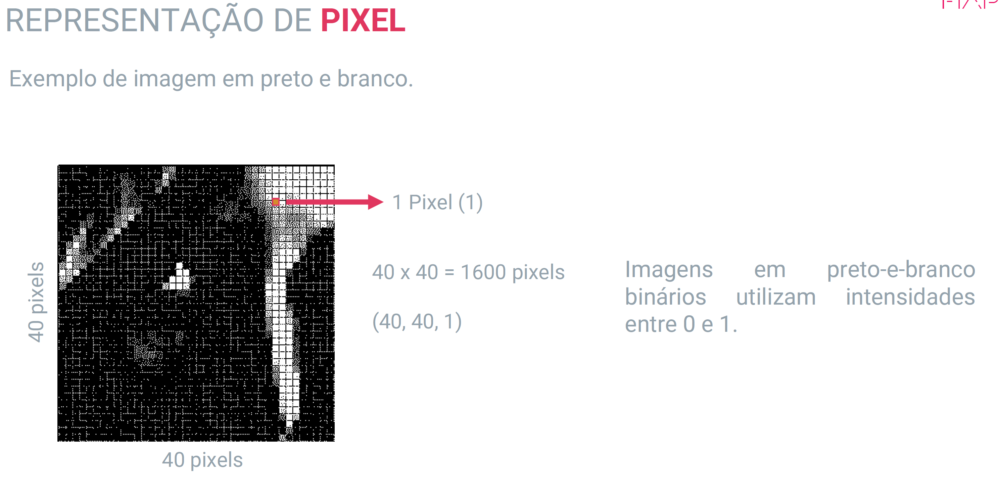 REPRESENTAÇÃO DE PIXEL
Exemplo de imagem em preto e branco.
1 Pixel (1)
40 pixels
40 x 40 = 1600 pixels
(40, 40, 1)
Imagens em preto-e-branco
binários utilizam intensidades
entre 0 e 1.
40 pixels